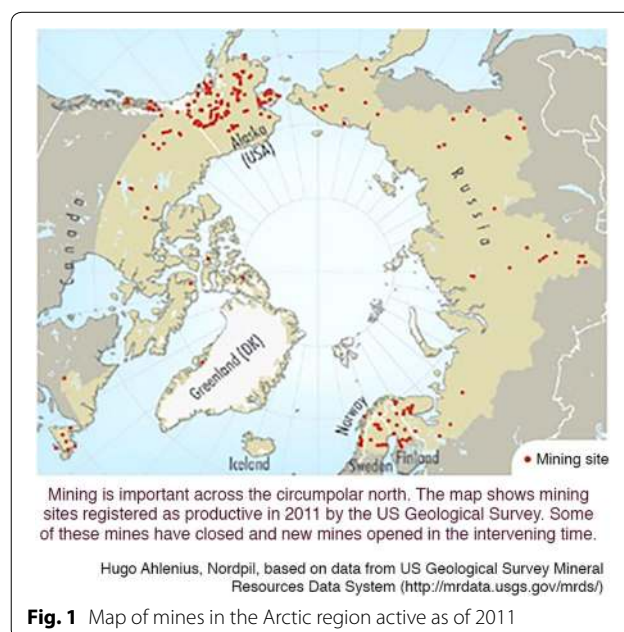 Alaska
(USA)
Russia
Canada
Greenland (DK)
Norway
Iceland
Sweden
Finland
Mining site
Mining is important across the circumpolar north. The map shows mining
sites registered as productive in 2011 by the US Geological Survey. Some
of these mines have closed and new mines opened in the intervening time.
Hugo Ahlenius, Nordpil, based on data from US Geological Survey Mineral
Resources Data System (http://mrdata.usgs.gov/mrds/)
Fig. 1 Map of mines in the Arctic region active as of 2011